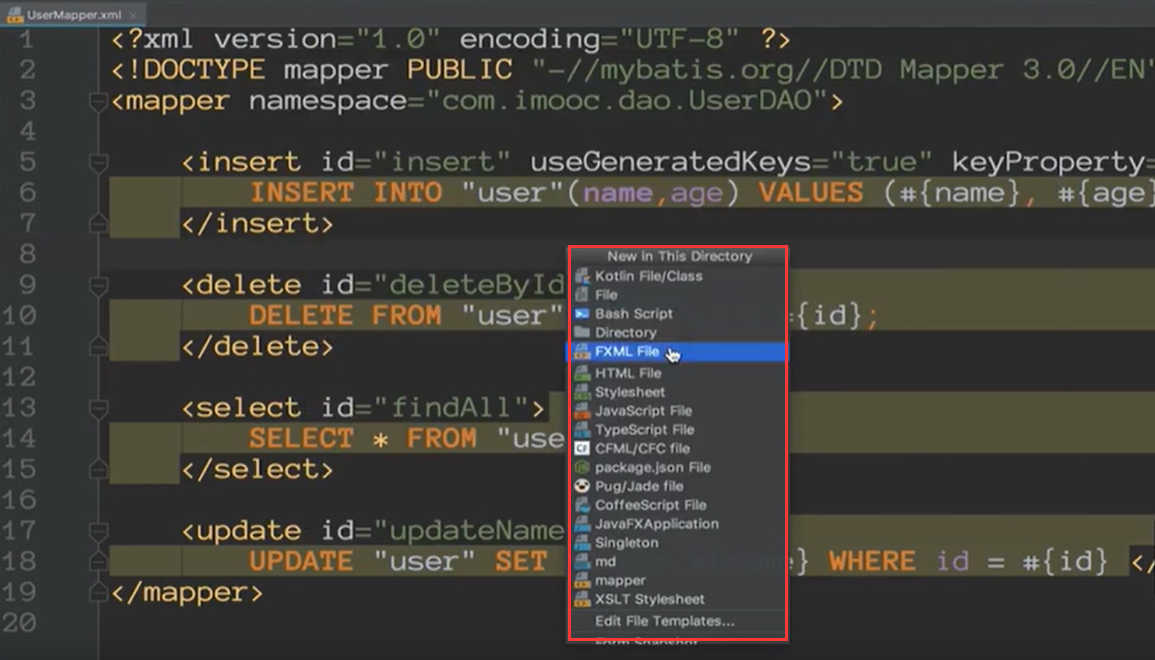 UserMapper.xml
1 <?xml version="1.0" encoding="UTF-8" ?>
2 <!DOCTYPE mapper PUBLIC "-//mybatis.org//DTD Mapper 3.0//EN"
3 <mapper namespace="com.imooc.dao.UserDAO">
4
5 <insert id="insert" useGeneratedKeys="true" keyProperty=
6 INSERT INTO "user"(name,age) VALUES (#{name}, #{age}
7 </insert>
8
9 <delete id="deleteById
10 DELETE FROM "user" {id};
11 </delete>
12
13 <select id="findAll">
14 SELECT * FROM "use
15 </select>
16
17 <update id="updateName
18 UPDATE "user" SET } WHERE id = #{id} </
19 </mapper>
20
New in This Directory
Kotlin File/Class
File
Bash Script
Directory
FXML File
HTML File
Stylesheet
JavaScript File
TypeScript File
CFML/CFC file
package.json File
Pug/Jade file
CoffeeScript File
JavaFXApplication
Singleton
md
mapper
XSLT Stylesheet
Edit File Templates...
Form Snapshot